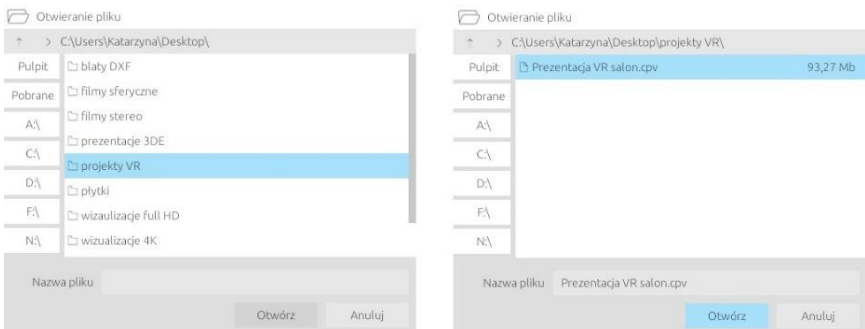 Otwieranie pliku
↑ > C:\Users\Katarzyna\Desktop\
Pulpit
Pobrane
A:\
C:\
D:\
F:\
N:\
blaty DXF
filmy sferyczne
filmy stereo
prezentacje 3DE
projekty VR
płytki
wizaulizacje full HD
wizualizacje 4K
Nazwa pliku
Otwórz Anuluj
Otwieranie pliku
↑ > C:\Users\Katarzyna\Desktop\projekty VR\
Pulpit
Pobrane
A:\
C:\
D:\
F:\
N:\
Prezentacja VR salon.cpv 93,27 Mb
Nazwa pliku Prezentacja VR salon.cpv
Otwórz Anuluj